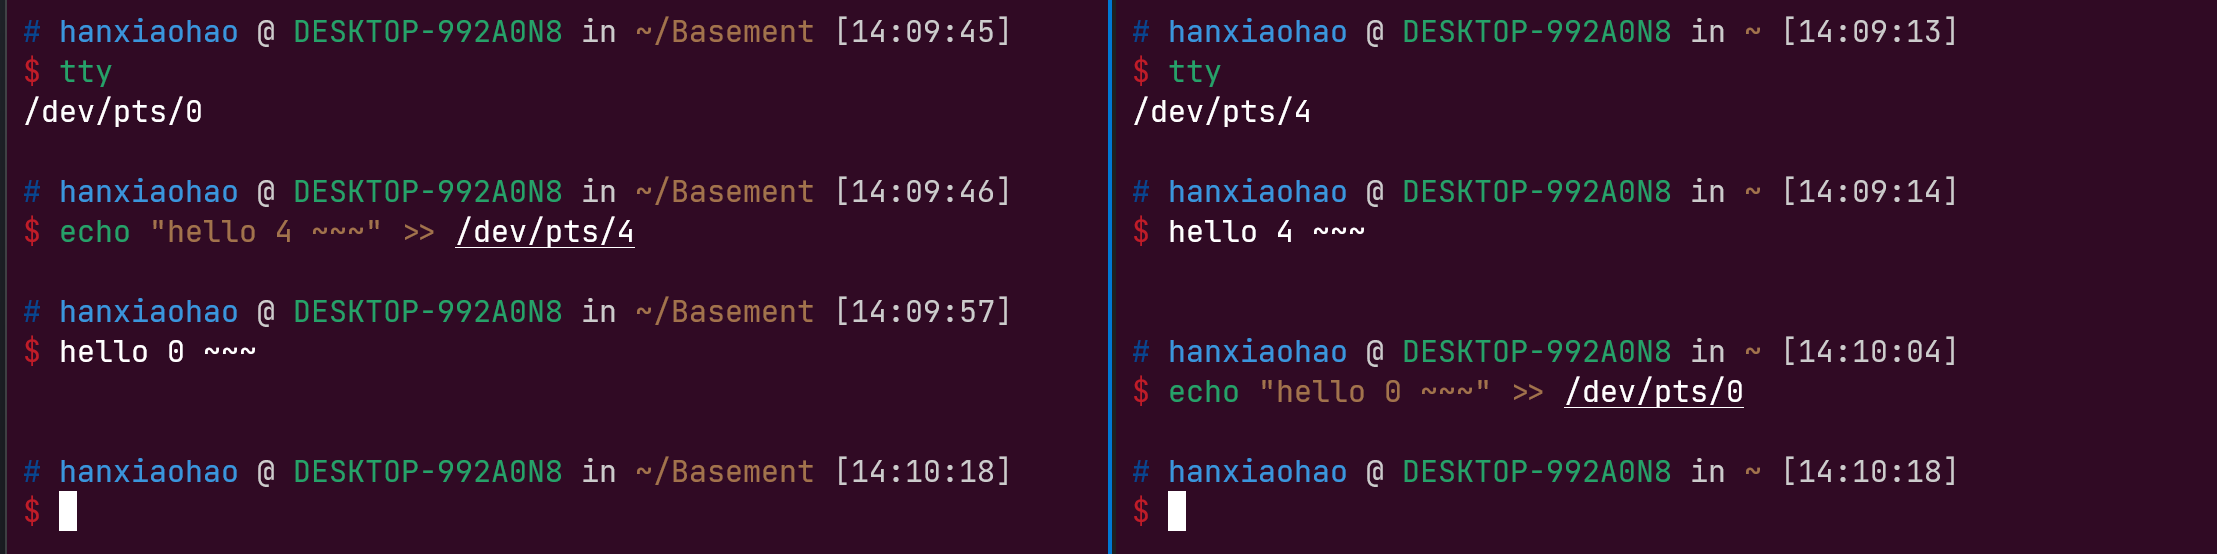 # hanxiaohao @ DESKTOP-992A0N8 in ~/Basement [14:09:45]
$ tty
/dev/pts/0
# hanxiaohao @ DESKTOP-992A0N8 in ~/Basement [14:09:46]
$ echo "hello 4 ~~~" >> /dev/pts/4
# hanxiaohao @ DESKTOP-992A0N8 in ~/Basement [14:09:57]
$ hello 0 ~~~
# hanxiaohao @ DESKTOP-992A0N8 in ~/Basement [14:10:18]
$
# hanxiaohao @ DESKTOP-992A0N8 in ~ [14:09:13]
$ tty
/dev/pts/4
# hanxiaohao @ DESKTOP-992A0N8 in ~ [14:09:14]
$ hello 4 ~~~
# hanxiaohao @ DESKTOP-992A0N8 in ~ [14:10:04]
$ echo "hello 0 ~~~" >> /dev/pts/0
# hanxiaohao @ DESKTOP-992A0N8 in ~ [14:10:18]
$